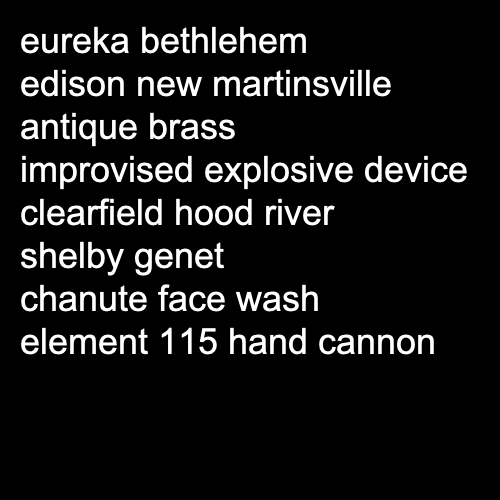 eureka bethlehem
edison new martinsville
antique brass
improvised explosive device
clearfield hood river
shelby genet
chanute face wash
element 115 hand cannon